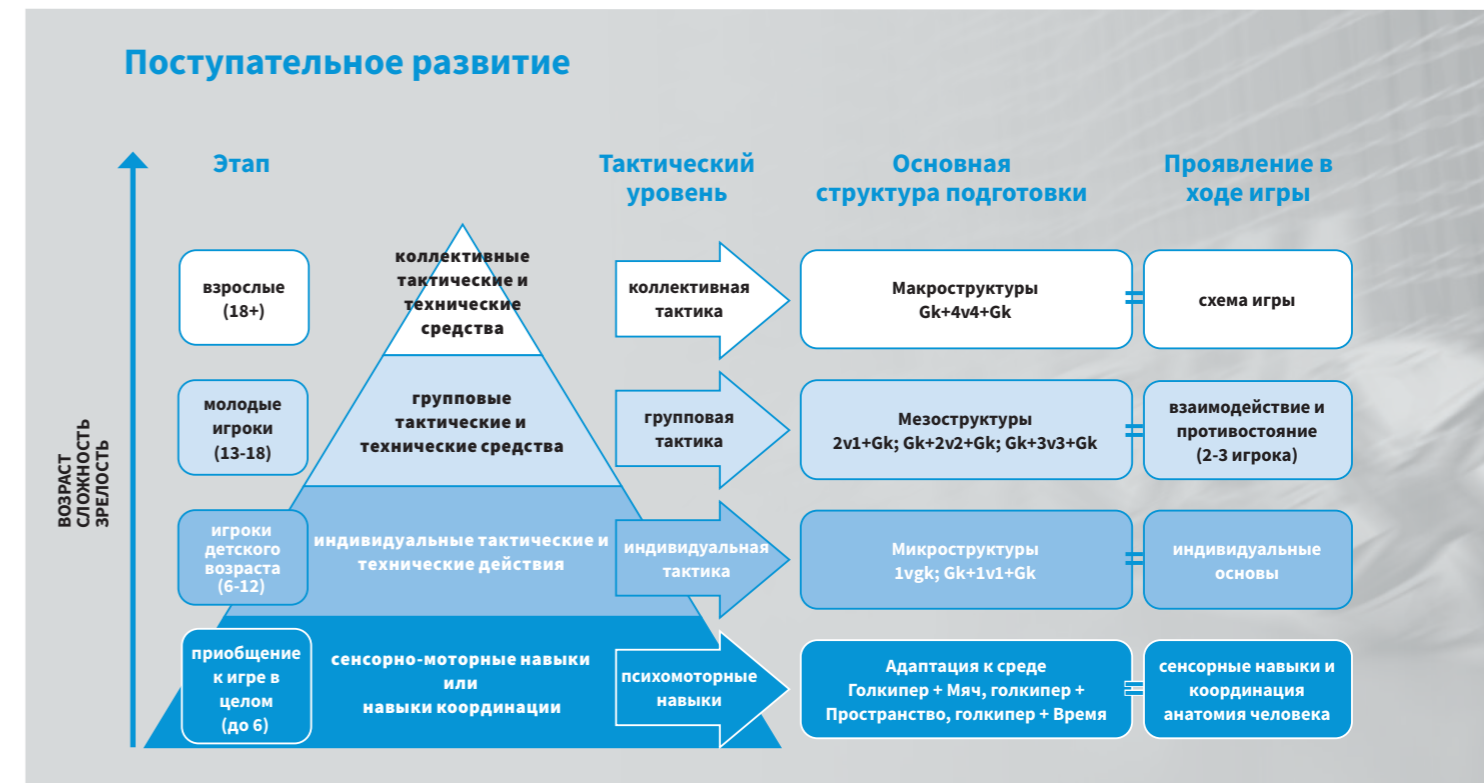 Поступательное развитие
Этап
Тактический
уровень
Основная
структура подготовки
Проявление в
ходе игры
ВОЗРАСТ
СЛОЖНОСТЬ
ЗРЕЛОСТЬ
взрослые
(18+)
коллективные
тактические и
технические
средства
коллективная
тактика
Макроструктуры
Gk+4v4+Gk
=
схема игры
молодые
игроки
(13-18)
групповые
тактические и
технические средства
групповая
тактика
Мезоструктуры
2v1+Gk; Gk+2v2+Gk; Gk+3v3+Gk
=
взаимодействие и
противостояние
(2-3 игрока)
игроки
детского
возраста
(6-12)
индивидуальные тактические и
технические действия
индивидуальная
тактика
Микроструктуры
1vgk; Gk+1v1+Gk
=
индивидуальные
основы
приобщение
к игре в
целом
(до 6)
сенсорно-моторные навыки
или
навыки координации
психомоторные
навыки
Адаптация к среде
Голкипер + Мяч, голкипер +
Пространство, голкипер + Время
=
сенсорные навыки и
координация
анатомия человека